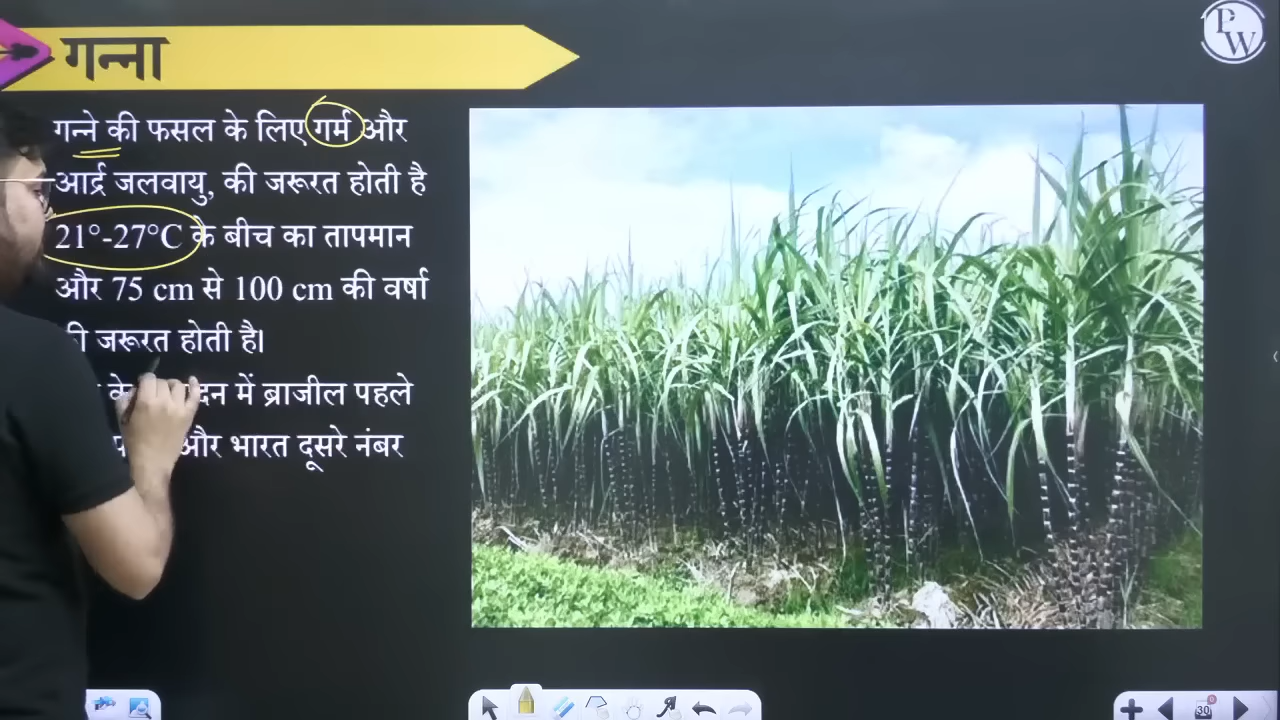 गन्ना
PW
गन्ने की फसल के लिए गर्म और
आर्द्र जलवायु, की जरूरत होती है
21°-27°C के बीच का तापमान
और 75 cm से 100 cm की वर्षा
जरूरत होती है।
के में ब्राजील पहले
और भारत दूसरे नंबर
30